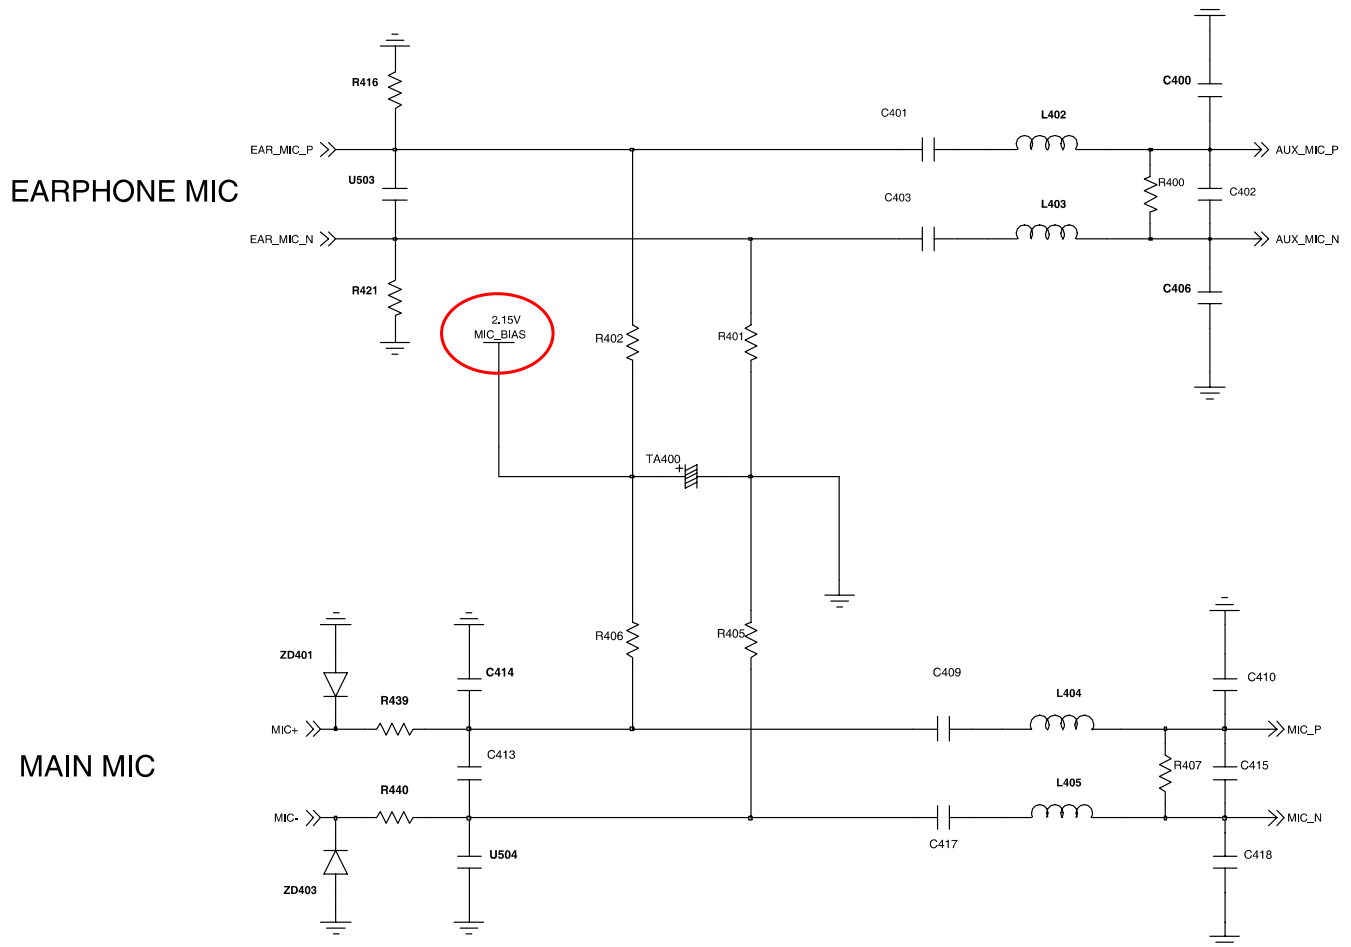 R416
C400
C401
L402
EAR_MIC_P
AUX_MIC_P
EARPHONE MIC
U503
R400
C402
C403
L403
EAR_MIC_N
AUX_MIC_N
R421
C406
2.15V
MIC_BIAS
R402
R401
TA400
+
R406
R405
ZD401
C414
C409
C410
R439
L404
MIC+
MIC_P
MAIN MIC
C413
R407
C415
R440
L405
MIC-
MIC_N
C417
U504
C418
ZD403